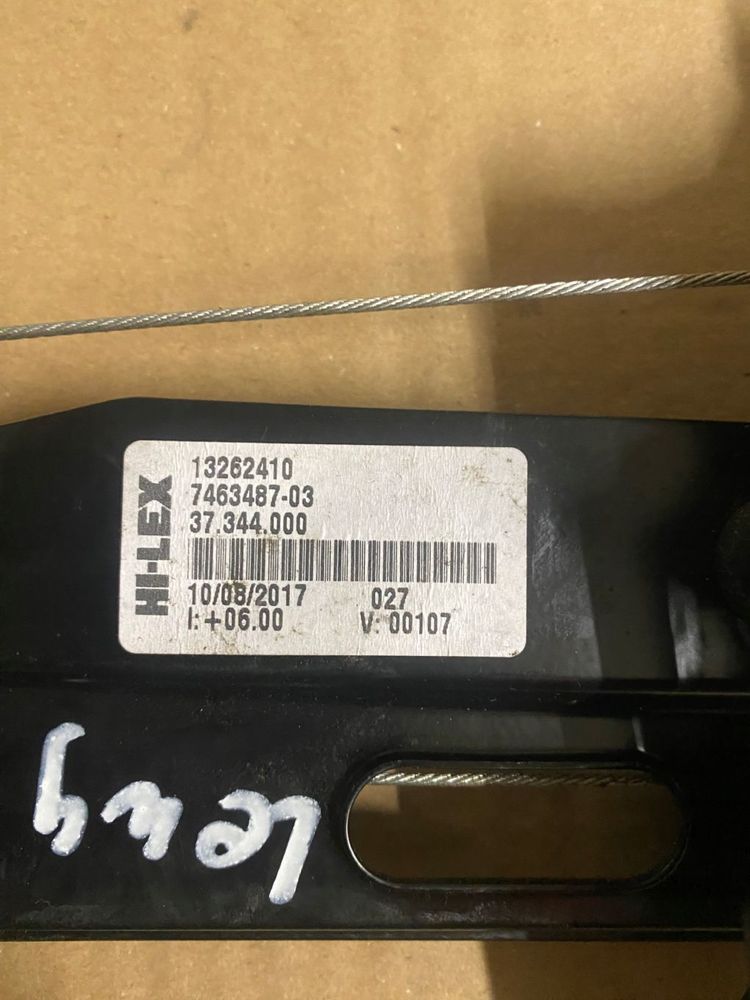 HI-LEX
13262410
7463487-03
37.344.000
10/08/2017 027
I: +06.00 V: 00107
lewy